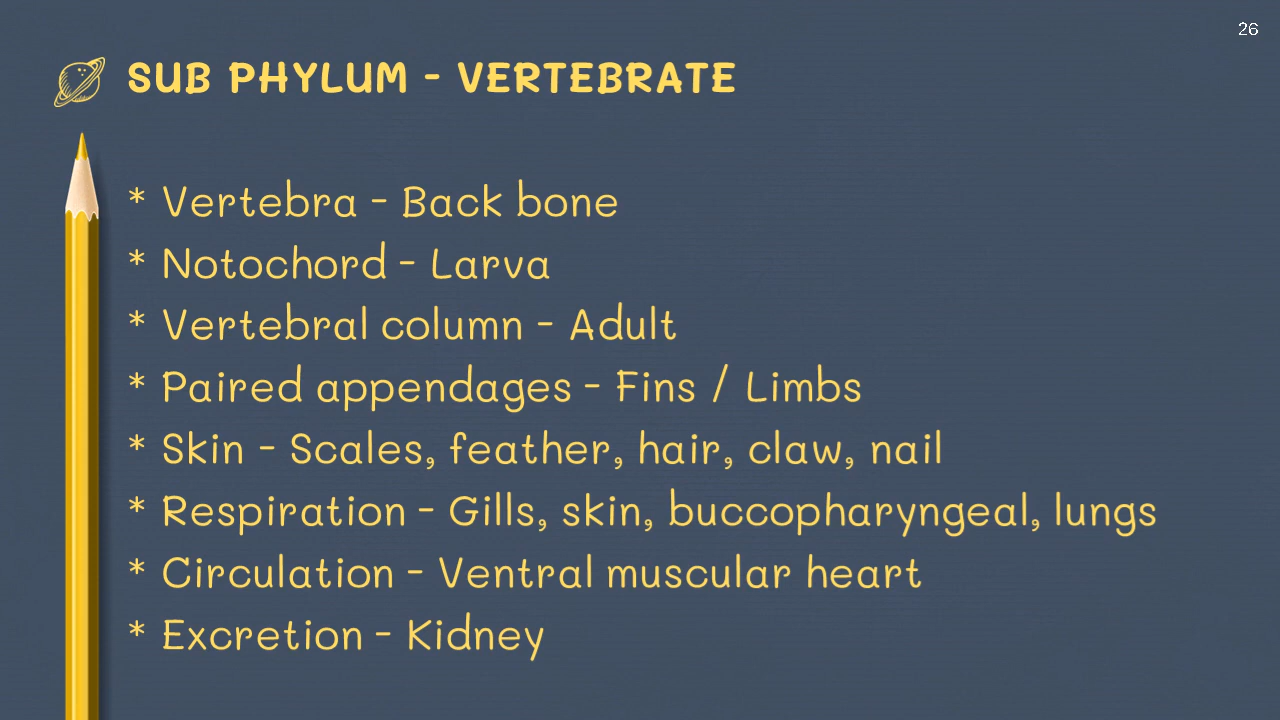 26
SUB PHYLUM - VERTEBRATE
* Vertebra - Back bone
* Notochord - Larva
* Vertebral column - Adult
* Paired appendages - Fins / Limbs
* Skin - Scales, feather, hair, claw, nail
* Respiration - Gills, skin, buccopharyngeal, lungs
* Circulation - Ventral muscular heart
* Excretion - Kidney